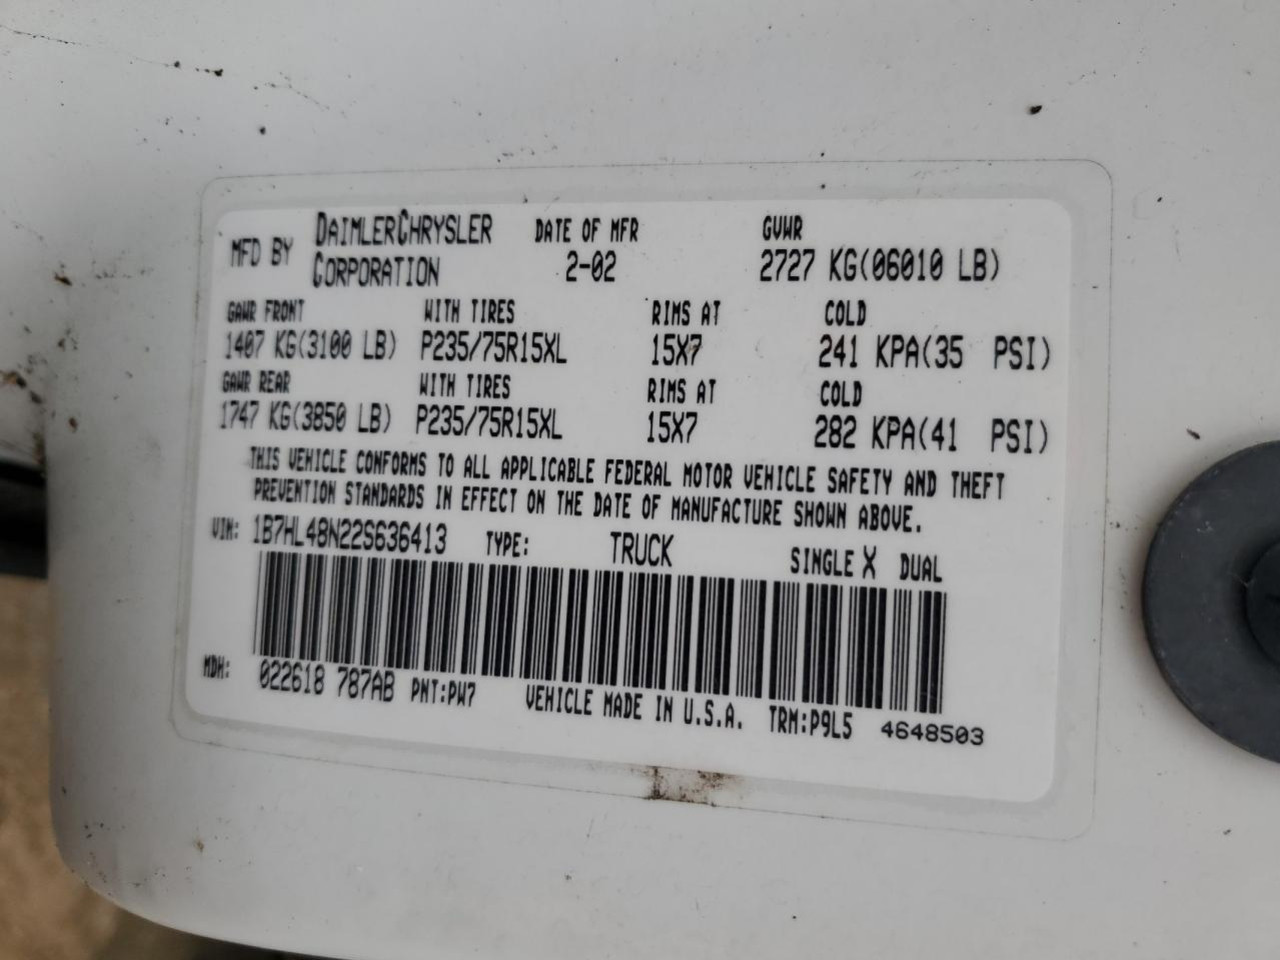 MFD BY DAIMLERCHRYSLER CORPORATION DATE OF MFR 2-02 GVWR 2727 KG(06010 LB)
GAWR FRONT WITH TIRES RIMS AT COLD
1407 KG(3100 LB) P235/75R15XL 15X7 241 KPA(35 PSI)
GAWR REAR WITH TIRES RIMS AT COLD
1747 KG(3850 LB) P235/75R15XL 15X7 282 KPA(41 PSI)
THIS VEHICLE CONFORMS TO ALL APPLICABLE FEDERAL MOTOR VEHICLE SAFETY AND THEFT
PREVENTION STANDARDS IN EFFECT ON THE DATE OF MANUFACTURE SHOWN ABOVE.
VIN: 1B7HL48N22S636413 TYPE: TRUCK SINGLE X DUAL
MDH: 022618 787AB PNT:PW7 VEHICLE MADE IN U.S.A. TRM:P9L5 4648503